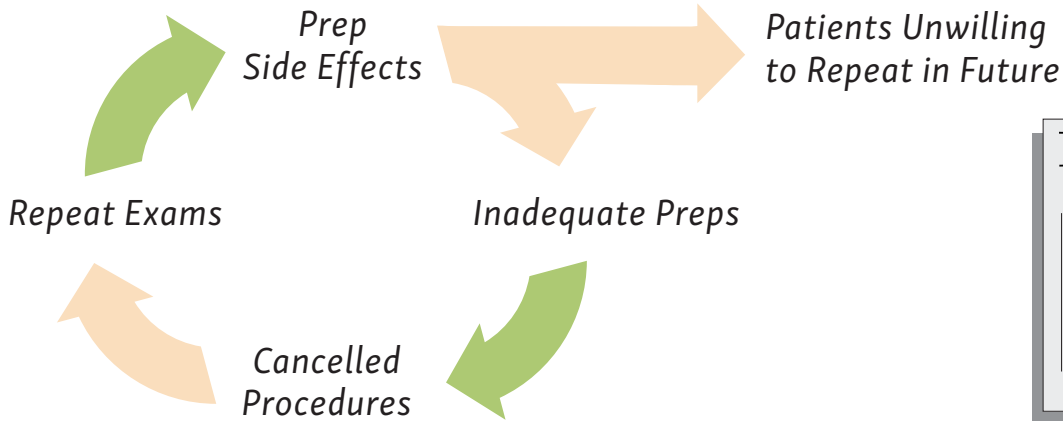 Prep
Side Effects
Patients Unwilling
to Repeat in Future
Repeat Exams
Inadequate Preps
Cancelled
Procedures